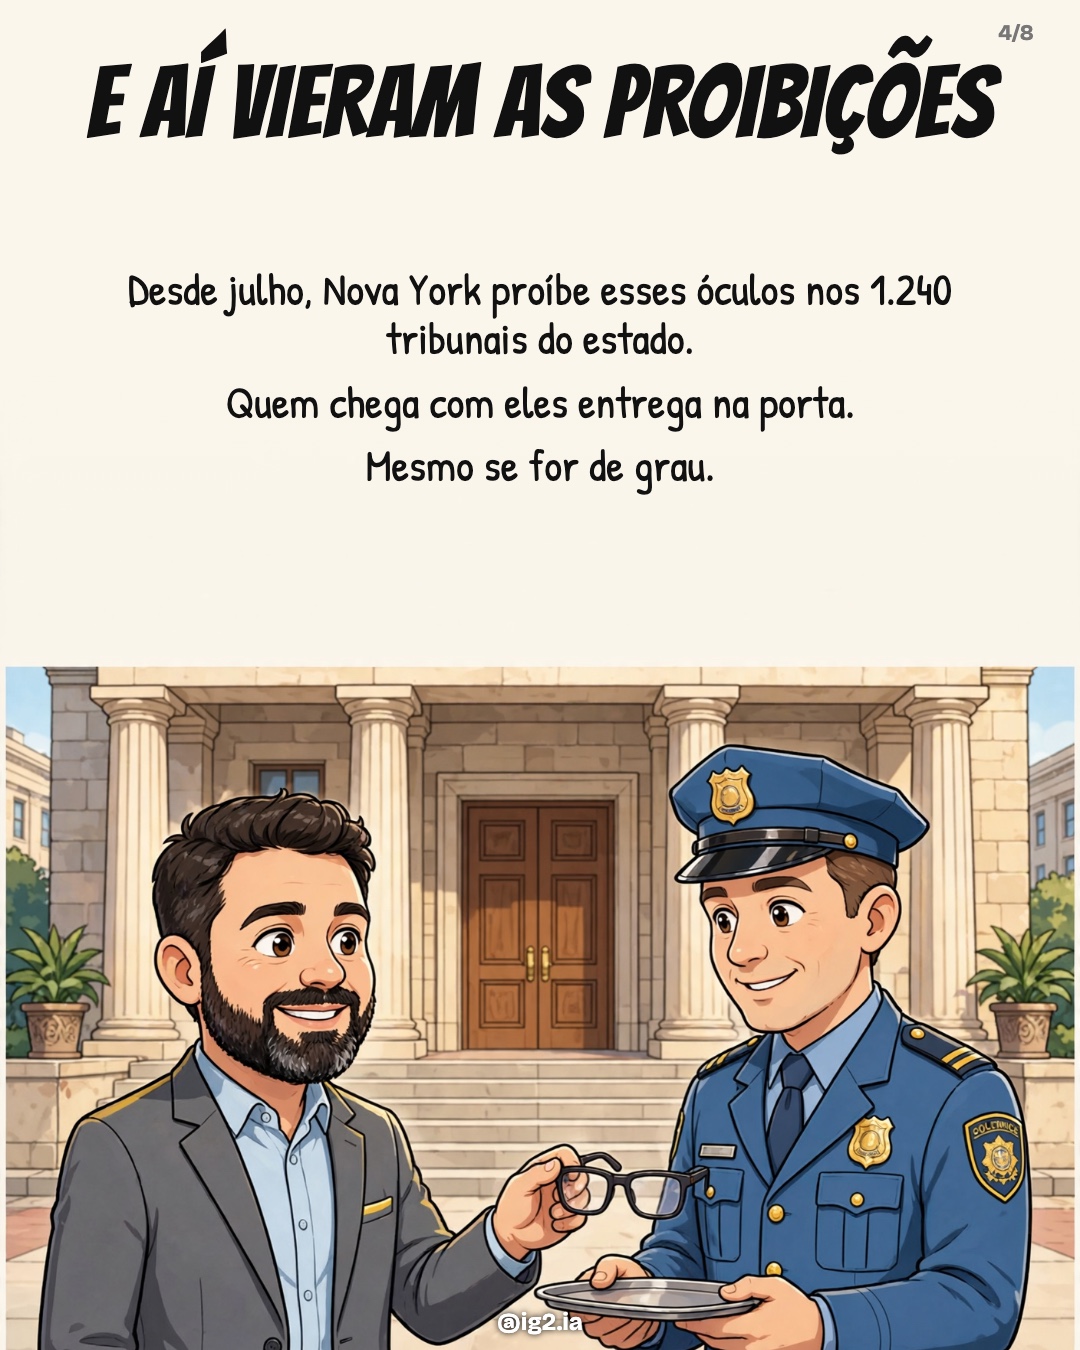 4/8
E AÍ VIERAM AS PROIBIÇÕES
Desde julho, Nova York proíbe esses óculos nos 1.240
tribunais do estado.
Quem chega com eles entrega na porta.
Mesmo se for de grau.
@ig2.ia